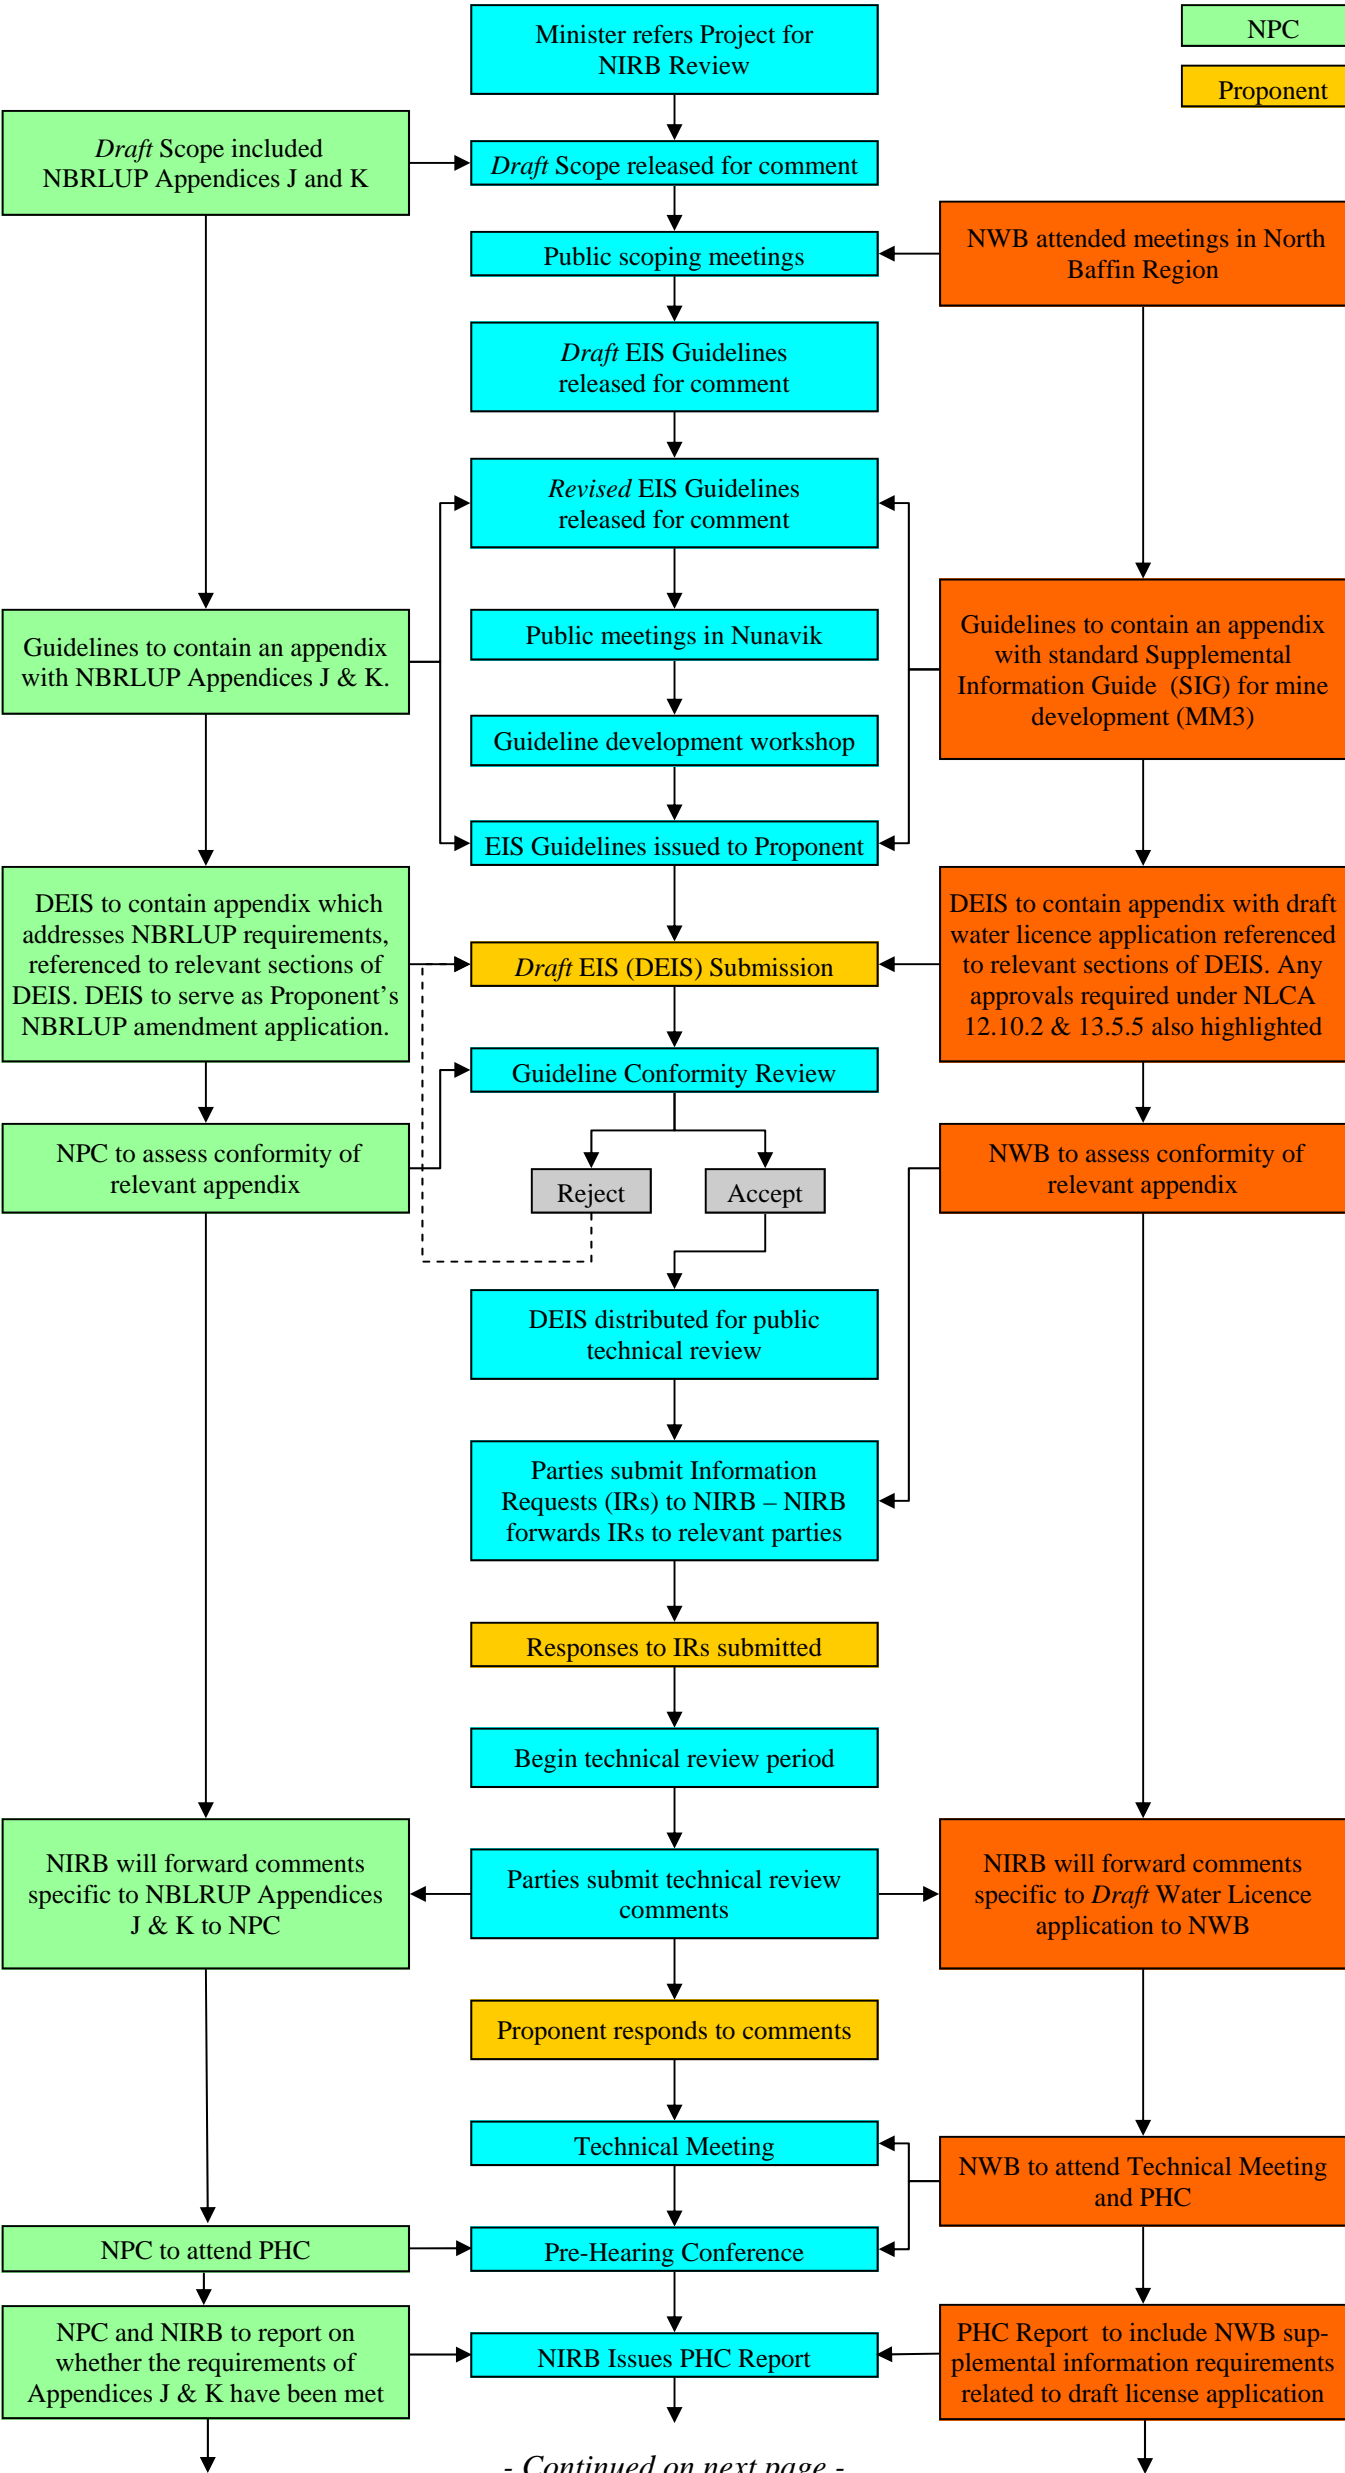 Minister refers Project for
NIRB Review
NPC
Proponent
Draft Scope included
NBRLUP Appendices J and K
Draft Scope released for comment
Public scoping meetings
NWB attended meetings in North
Baffin Region
Draft EIS Guidelines
released for comment
Revised EIS Guidelines
released for comment
Guidelines to contain an appendix
with NBRLUP Appendices J & K.
Public meetings in Nunavik
Guidelines to contain an appendix
with standard Supplemental
Information Guide (SIG) for mine
development (MM3)
Guideline development workshop
EIS Guidelines issued to Proponent
DEIS to contain appendix which
addresses NBRLUP requirements,
referenced to relevant sections of
DEIS. DEIS to serve as Proponent's
NBRLUP amendment application.
Draft EIS (DEIS) Submission
DEIS to contain appendix with draft
water licence application referenced
to relevant sections of DEIS. Any
approvals required under NLCA
12.10.2 & 13.5.5 also highlighted
Guideline Conformity Review
NPC to assess conformity of
relevant appendix
Reject
Accept
NWB to assess conformity of
relevant appendix
DEIS distributed for public
technical review
Parties submit Information
Requests (IRs) to NIRB – NIRB
forwards IRs to relevant parties
Responses to IRs submitted
Begin technical review period
NIRB will forward comments
specific to NBLRUP Appendices
J & K to NPC
Parties submit technical review
comments
NIRB will forward comments
specific to Draft Water Licence
application to NWB
Proponent responds to comments
Technical Meeting
NWB to attend Technical Meeting
and PHC
NPC to attend PHC
Pre-Hearing Conference
NPC and NIRB to report on
whether the requirements of
Appendices J & K have been met
NIRB Issues PHC Report
PHC Report to include NWB sup-
plemental information requirements
related to draft license application
- Continued on next page -